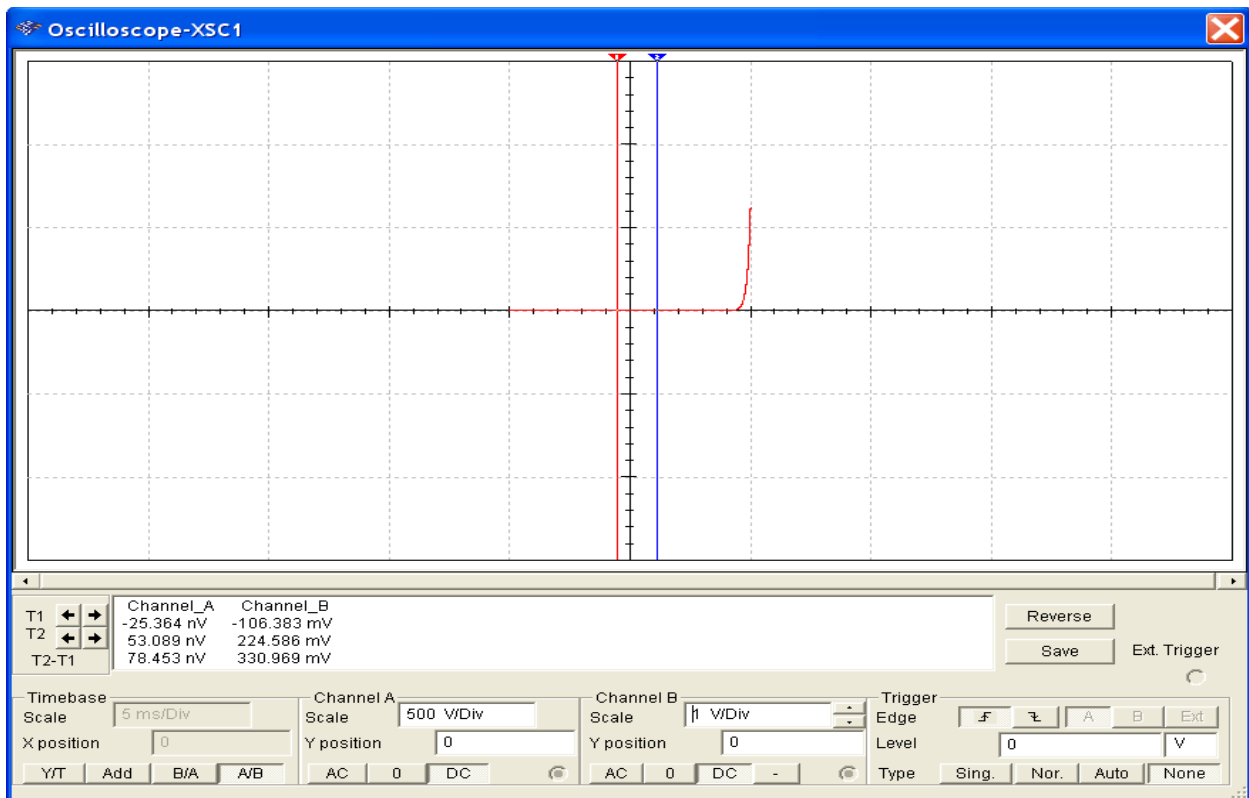 Oscilloscope-XSC1
1 2
T1
T2
T2-T1
Channel_A Channel_B
-25.364 nV -106.383 mV
53.089 nV 224.586 mV
78.453 nV 330.969 mV
Reverse
Save
Ext. Trigger
Timebase
Scale 5 ms/Div
X position 0
Y/T Add B/A A/B
Channel A
Scale 500 V/Div
Y position 0
AC 0 DC
Channel B
Scale 1 V/Div
Y position 0
AC 0 DC -
Trigger
Edge A B Ext
Level 0 V
Type Sing. Nor. Auto None